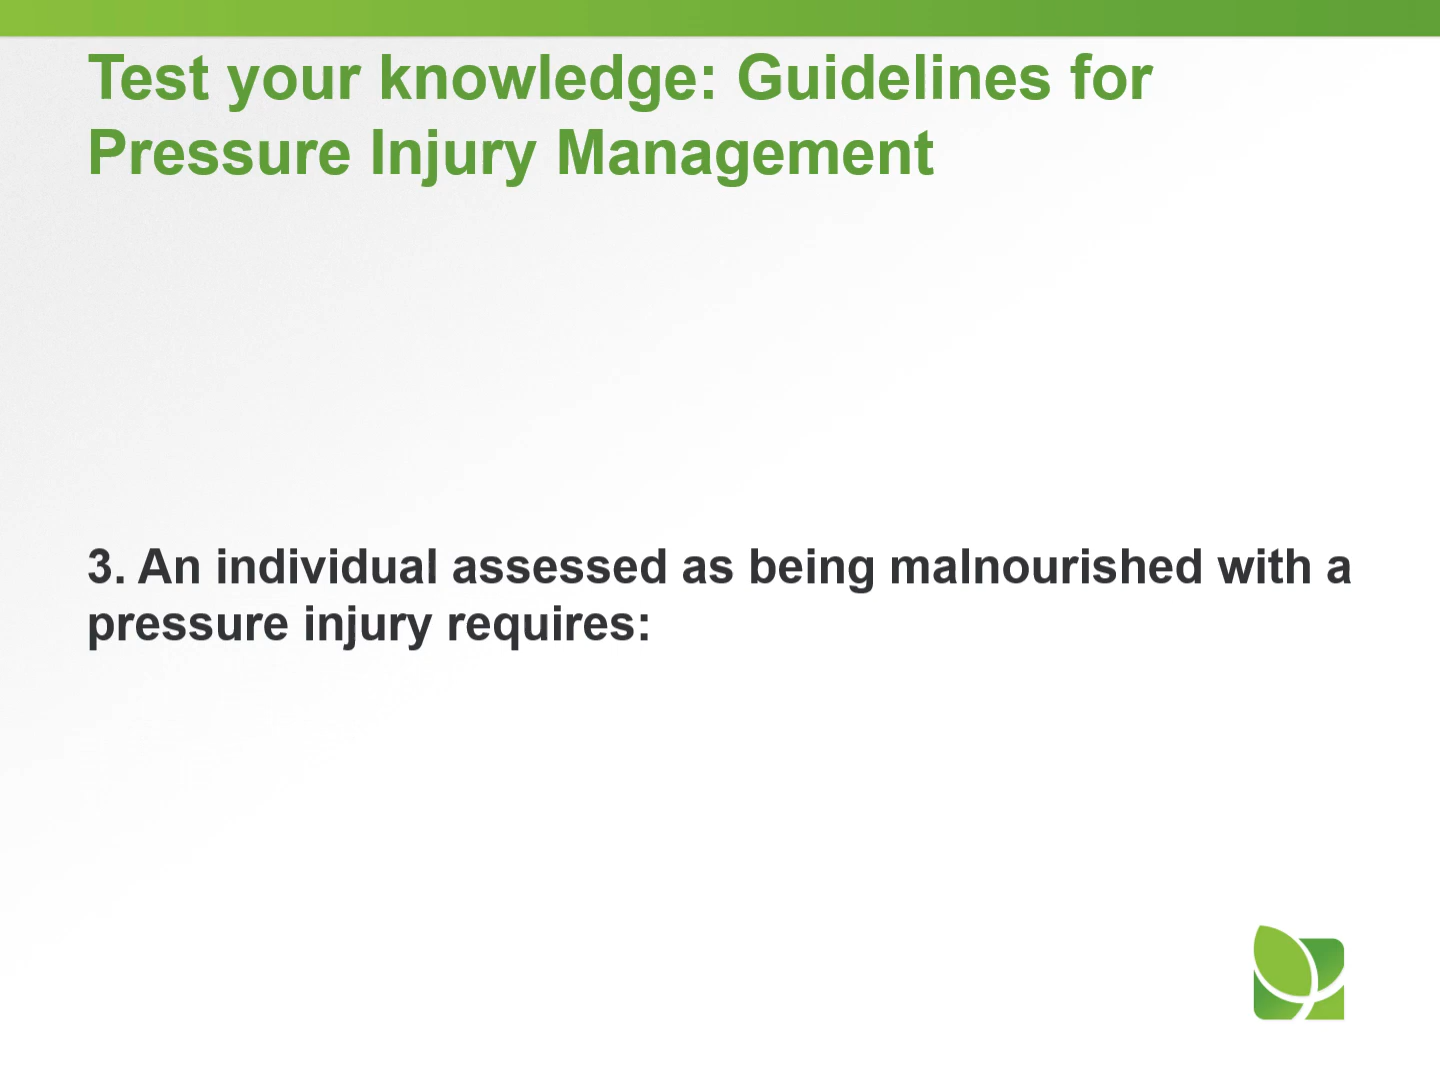 Test your knowledge: Guidelines for
Pressure Injury Management
3. An individual assessed as being malnourished with a
pressure injury requires: